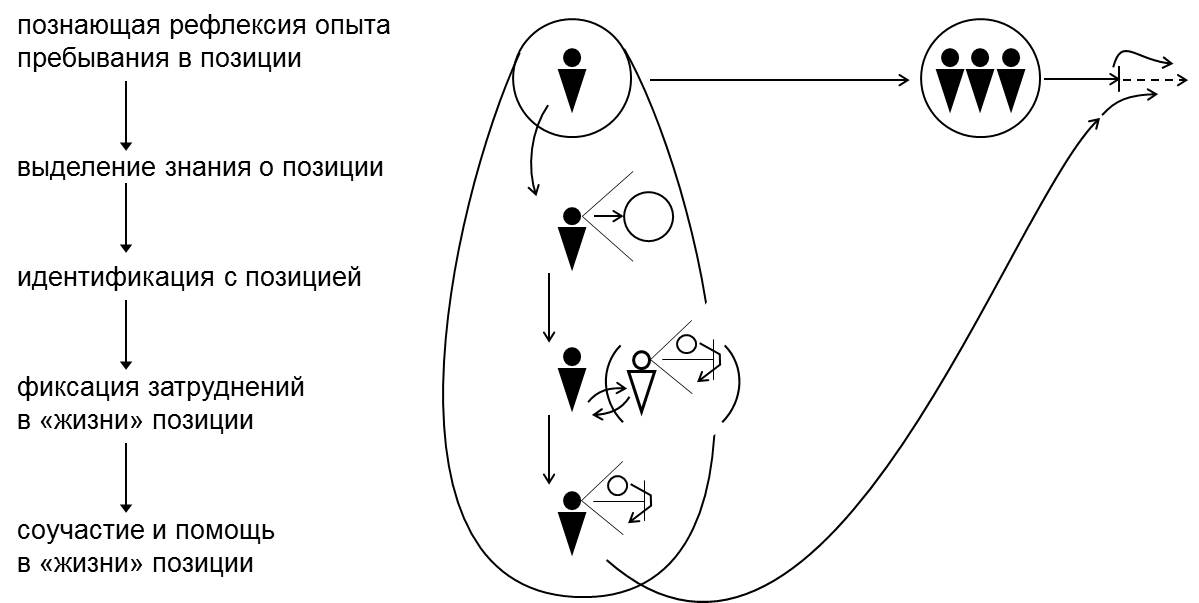 познающая рефлексия опыта
пребывания в позиции
выделение знания о позиции
идентификация с позицией
фиксация затруднений
в «жизни» позиции
соучастие и помощь
в «жизни» позиции